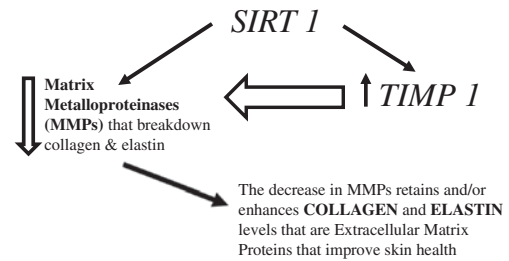 SIRT 1
Matrix
Metalloproteinases
(MMPs) that breakdown
collagen & elastin
TIMP 1
The decrease in MMPs retains and/or
enhances COLLAGEN and ELASTIN
levels that are Extracellular Matrix
Proteins that improve skin health